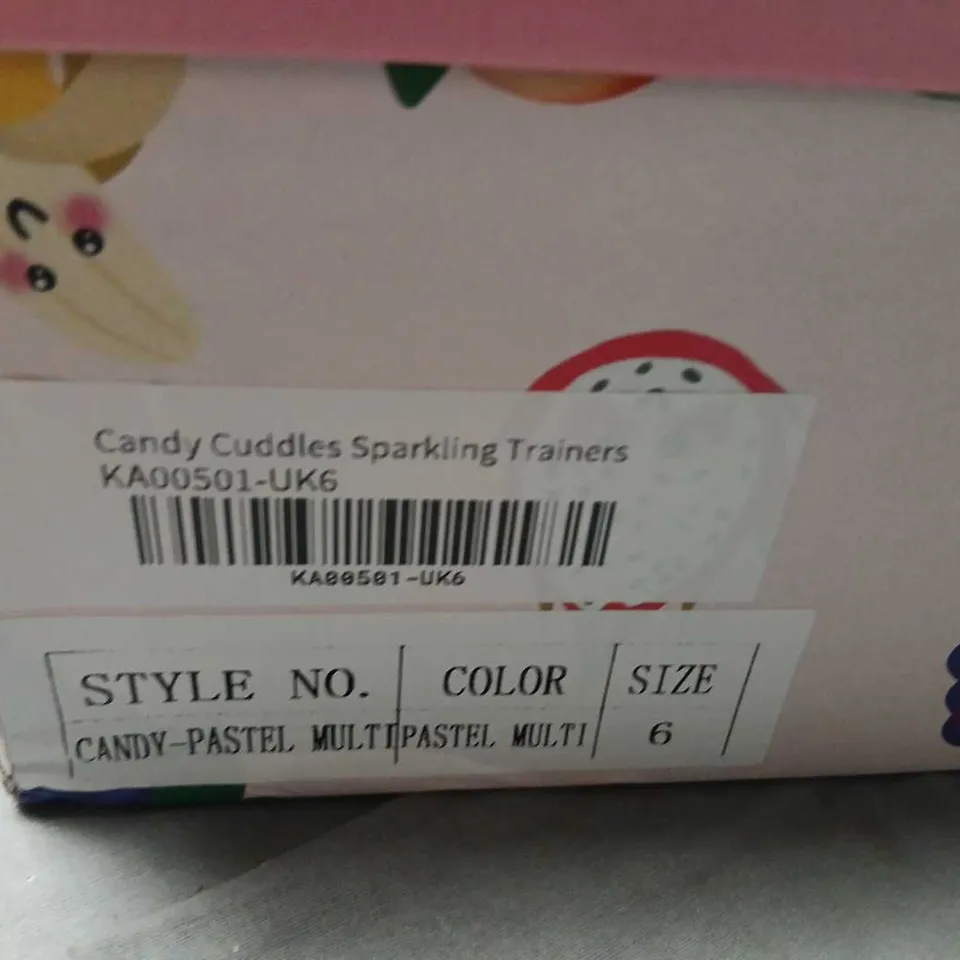 Candy Cuddles Sparkling Trainers
KA00501-UK6
KA00501-UK6
STYLE NO. COLOR SIZE
CANDY-PASTEL MULTI PASTEL MULTI 6